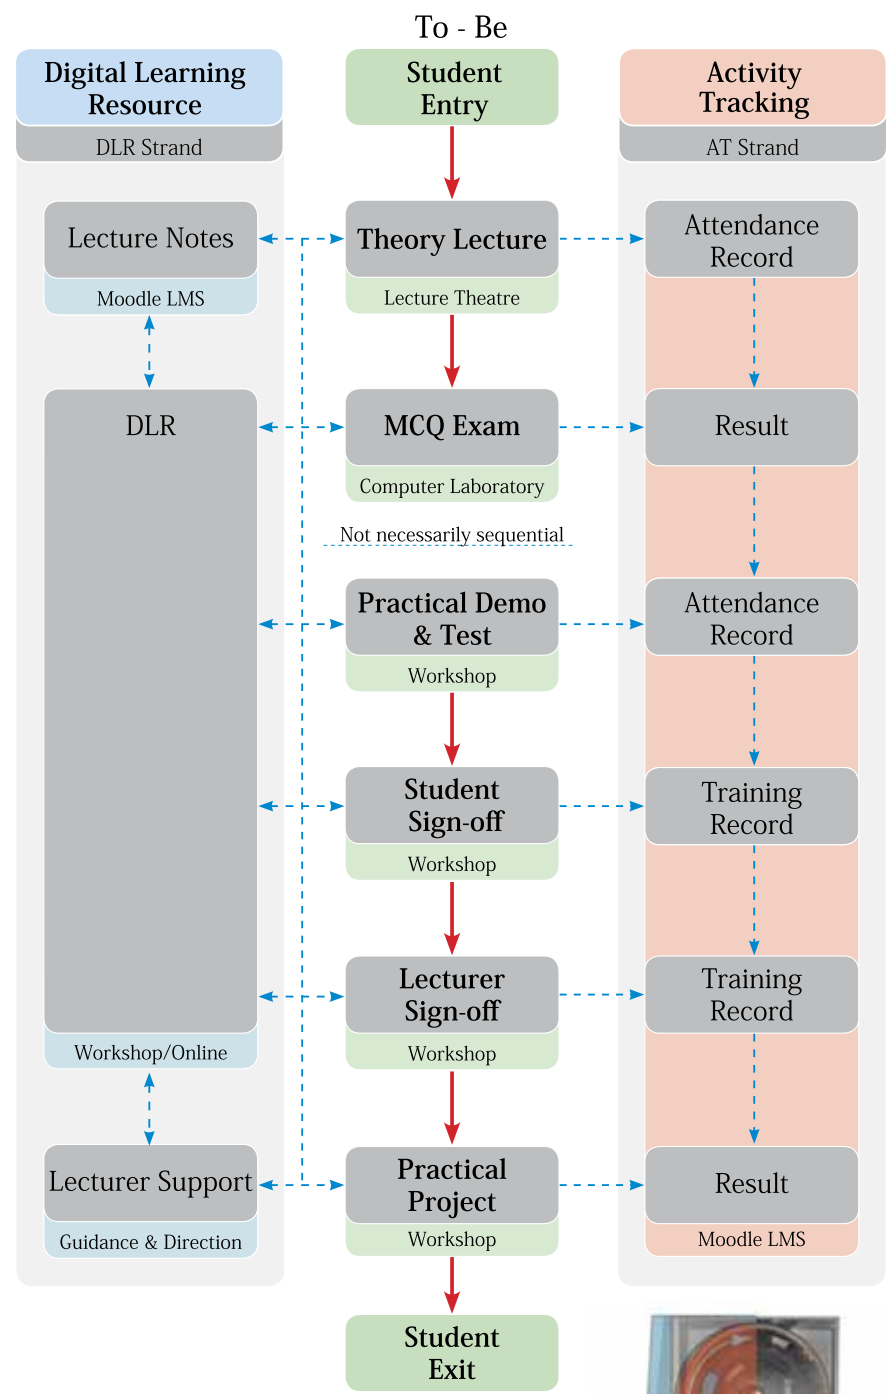 To - Be
Digital Learning
Resource
DLR Strand
Student
Entry
Activity
Tracking
AT Strand
Lecture Notes
Moodle LMS
Theory Lecture
Lecture Theatre
Attendance
Record
DLR
MCQ Exam
Computer Laboratory
Result
Not necessarily sequential
Practical Demo
& Test
Workshop
Attendance
Record
Student
Sign-off
Workshop
Training
Record
Lecturer
Sign-off
Workshop
Training
Record
Workshop/Online
Lecturer Support
Guidance & Direction
Practical
Project
Workshop
Result
Moodle LMS
Student
Exit